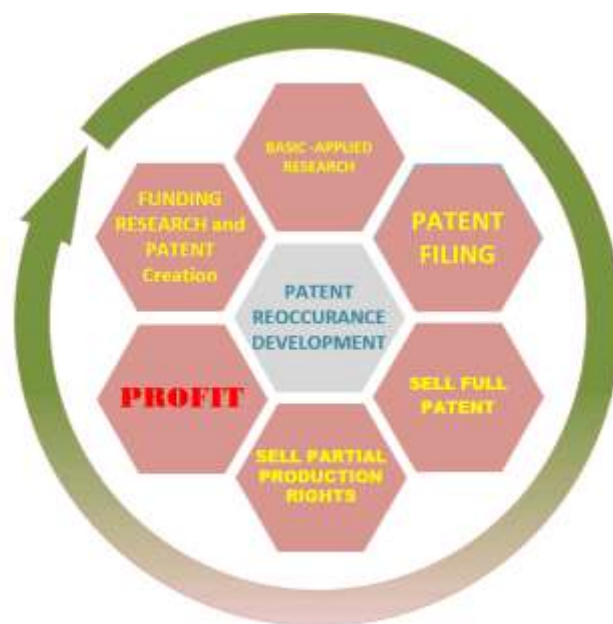 BASIC -APPLIED
RESEARCH
FUNDING
RESEARCH and
PATENT
Creation
PATENT
FILING
PATENT
REOCCURANCE
DEVELOPMENT
PROFIT
SELL FULL
PATENT
SELL PARTIAL
PRODUCTION
RIGHTS